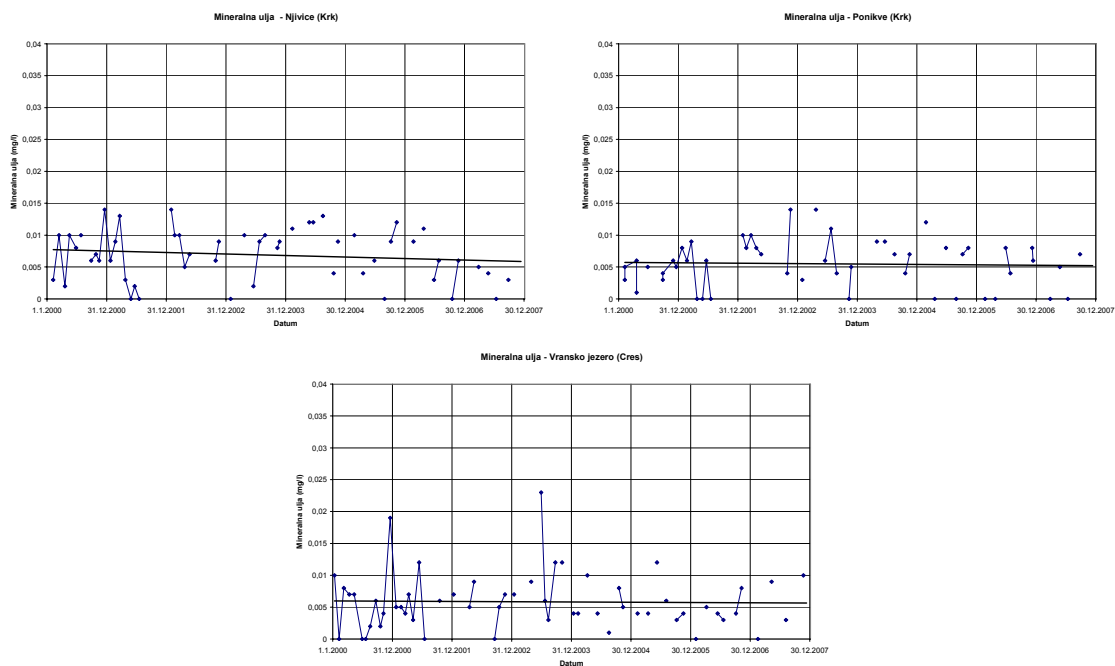 Mineralna ulja - Njivice (Krk)
0,04
0,035
0,03
0,025
0,02
0,015
0,01
0,005
0
Mineralna ulja (mg/l)
1.1.2000 31.12.2000 31.12.2001 31.12.2002 31.12.2003 30.12.2004 30.12.2005 30.12.2006 30.12.2007
Datum
Mineralna ulja - Ponikve (Krk)
0,04
0,035
0,03
0,025
0,02
0,015
0,01
0,005
0
Mineralna ulja (mg/l)
1.1.2000 31.12.2000 31.12.2001 31.12.2002 31.12.2003 30.12.2004 30.12.2005 30.12.2006 30.12.2007
Datum
Mineralna ulja - Vransko jezero (Cres)
0,04
0,035
0,03
0,025
0,02
0,015
0,01
0,005
0
Mineralna ulja (mg/l)
1.1.2000 31.12.2000 31.12.2001 31.12.2002 31.12.2003 30.12.2004 30.12.2005 30.12.2006 30.12.2007
Datum